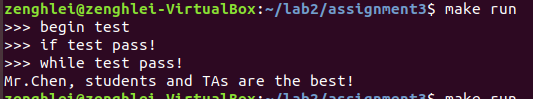 zenghlei@zenghlei-VirtualBox:~/lab2/assignment3$ make run
>>> begin test
>>> if test pass!
>>> while test pass!
Mr.Chen, students and TAs are the best!
zenghlei@zenghlei-VirtualBox:~/lab2/assignment3$ make run